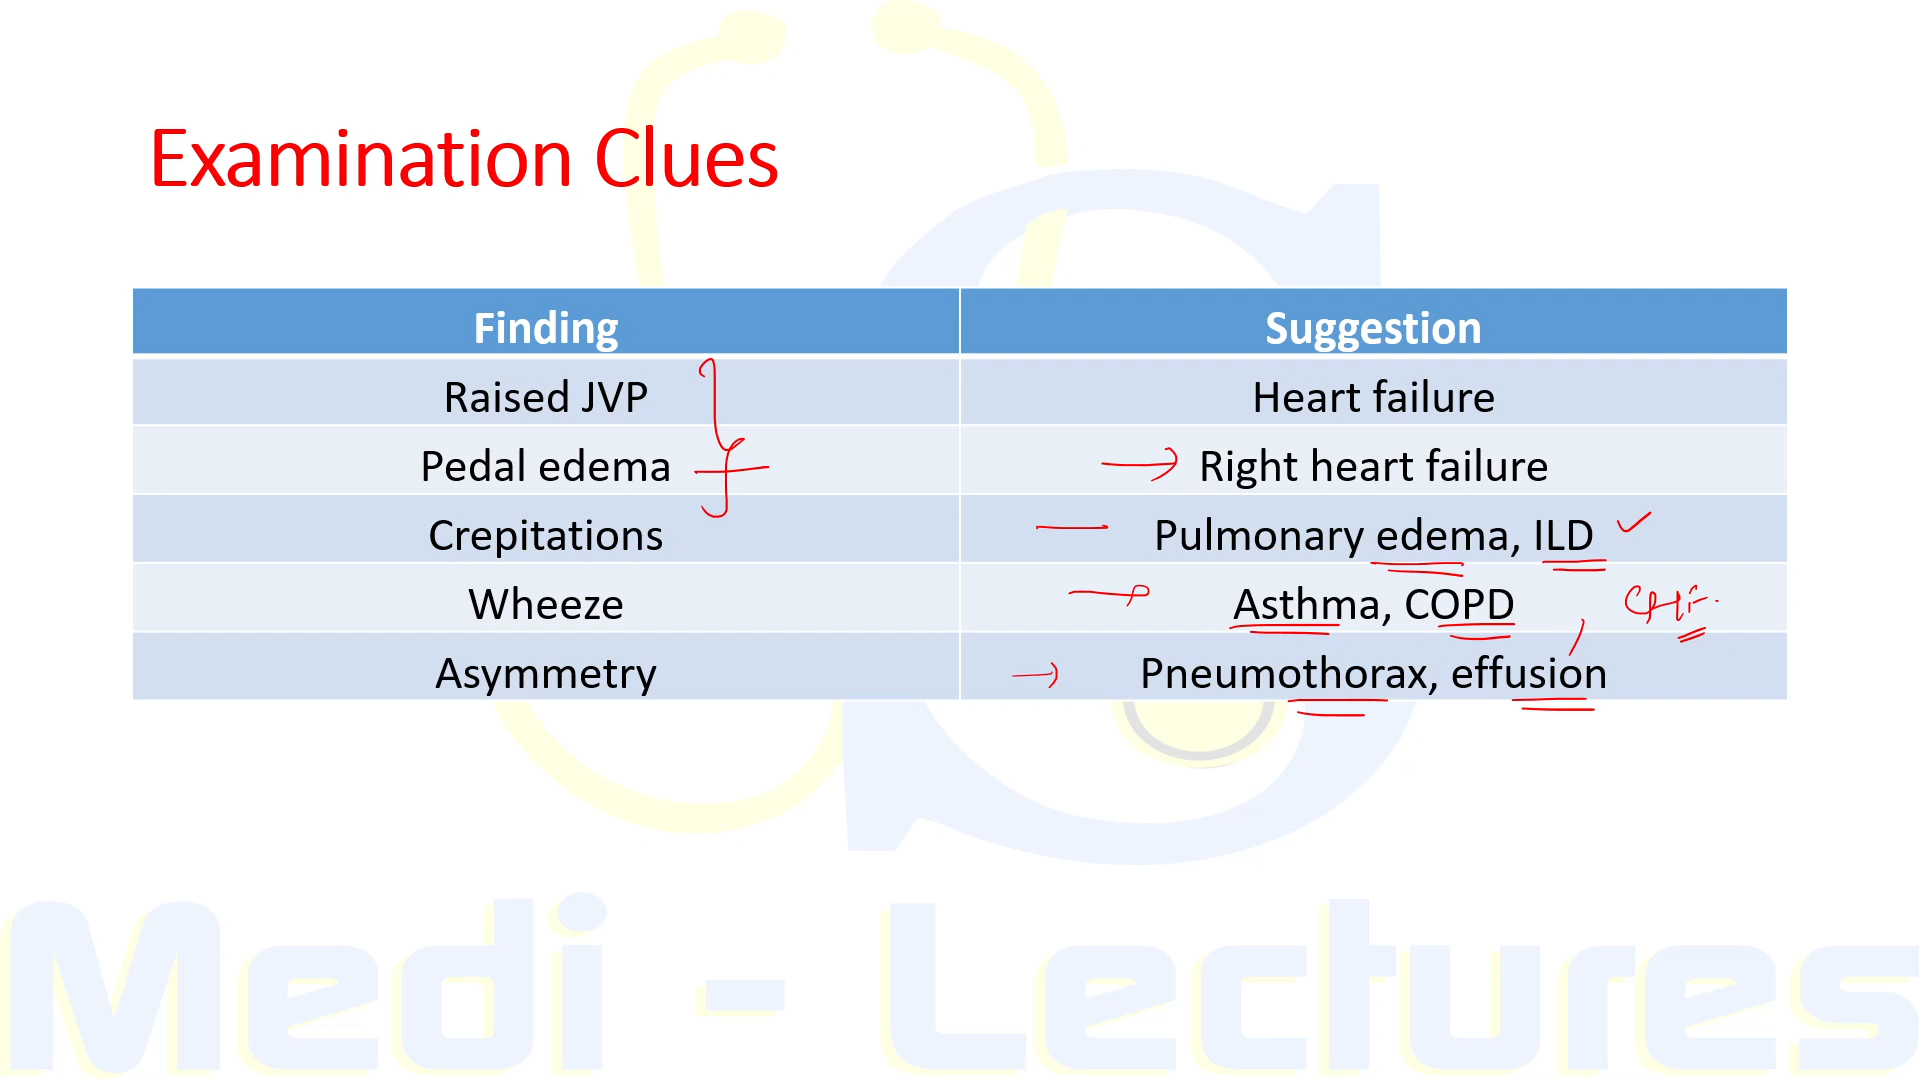 Examination Clues
Finding Suggestion
Raised JVP Heart failure
Pedal edema Right heart failure
Crepitations Pulmonary edema, ILD
Wheeze Asthma, COPD CHF.
Asymmetry Pneumothorax, effusion
Medi - Lectures